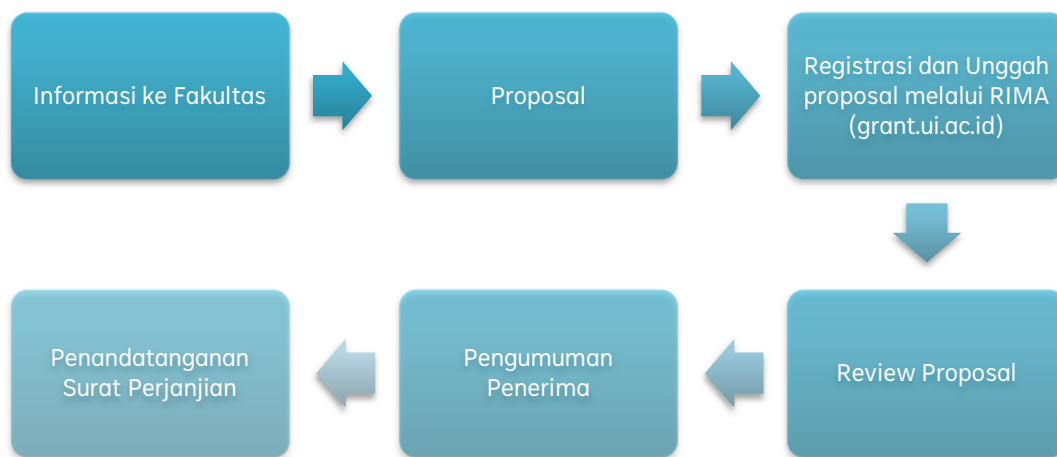 Informasi ke Fakultas
Proposal
Registrasi dan Unggah
proposal melalui RIMA
(grant.ui.ac.id)
Review Proposal
Pengumuman
Penerima
Penandatanganan
Surat Perjanjian